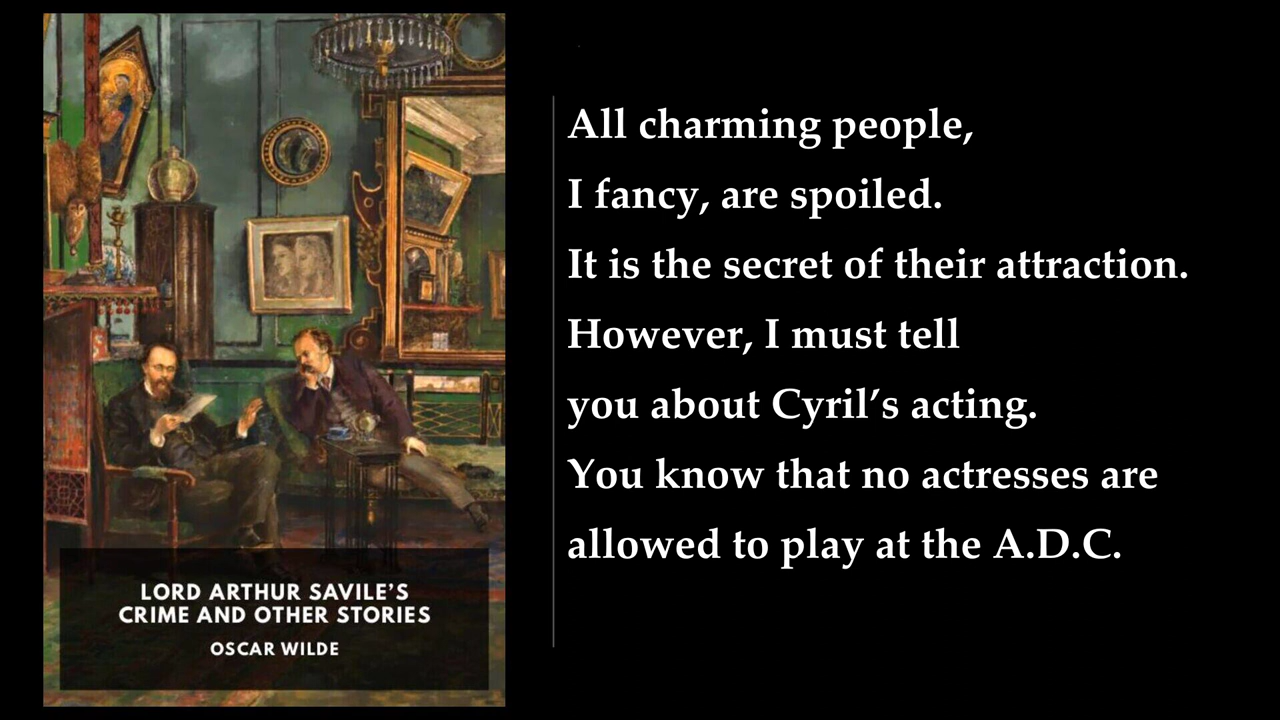 All charming people,
I fancy, are spoiled.
It is the secret of their attraction.
However, I must tell
you about Cyril’s acting.
You know that no actresses are
allowed to play at the A.D.C.
LORD ARTHUR SAVILE’S
CRIME AND OTHER STORIES
OSCAR WILDE